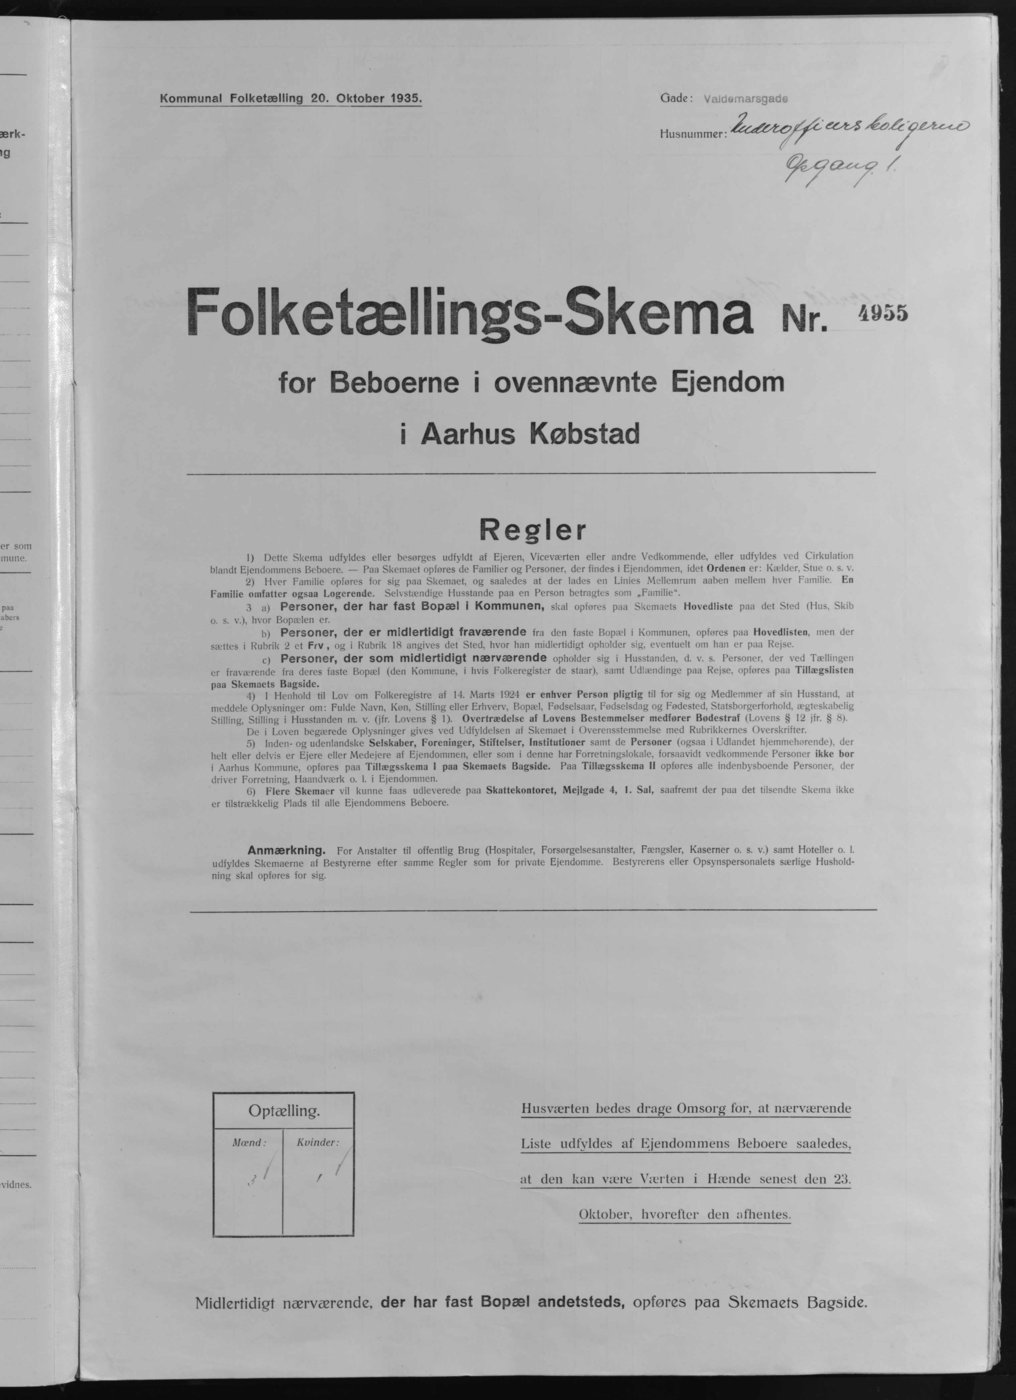 Kommunal Folketælling 20. Oktober 1935.
Gade: Valdemarsgade
Husnummer: Underofficersboligerne
Opgang 1.
Folketællings-Skema Nr. 4955
for Beboerne i ovennævnte Ejendom
i Aarhus Købstad
Regler
1) Dette Skema udfyldes eller besørges udfyldt af Ejeren, Viceværten eller andre Vedkommende, eller udfyldes ved Cirkulation
blandt Ejendommens Beboere. — Paa Skemaet opføres de Familier og Personer, der findes i Ejendommen, idet Ordenen er: Kælder, Stue o. s. v.
2) Hver Familie opføres for sig paa Skemaet, og saaledes at der lades en Linies Mellemrum aaben mellem hver Familie. En
Familie omfatter ogsaa Logerende. Selvstændige Husstande paa en Person betragtes som „Familie".
3 a) Personer, der har fast Bopæl i Kommunen, skal opføres paa Skemaets Hovedliste paa det Sted (Hus, Skib
o. s. v.), hvor Bopælen er.
b) Personer, der er midlertidigt fraværende fra den faste Bopæl i Kommunen, opføres paa Hovedlisten, men der
sættes i Rubrik 2 et Frv., og i Rubrik 18 angives det Sted, hvor han midlertidigt opholder sig, eventuelt om han er paa Rejse.
c) Personer, der som midlertidigt nærværende opholder sig i Husstanden, d. v. s. Personer, der ved Tællingen
er fraværende fra deres faste Bopæl (den Kommune, i hvis Folkeregister de staar), samt Udlændinge paa Rejse, opføres paa Tillægslisten
paa Skemaets Bagside.
4) I Henhold til Lov om Folkeregistre af 14. Marts 1924 er enhver Person pligtig til for sig og Medlemmer af sin Husstand, at
meddele Oplysninger om: Fulde Navn, Køn, Stilling eller Erhverv, Bopæl, Fødselsaar, Fødselsdag og Fødested, Statsborgerforhold, ægteskabelig
Stilling, Stilling i Husstanden m. v. (jfr. Lovens § 1). Overtrædelse af Lovens Bestemmelser medfører Bødestraf (Lovens § 12 jfr. § 8).
De i Loven begærede Oplysninger gives ved Udfyldelsen af Skemaet i Overensstemmelse med Rubrikkernes Overskrifter.
5) Inden- og udenlandske Selskaber, Foreninger, Stiftelser, Institutioner samt de Personer (ogsaa i Udlandet hjemmehørende), der
helt eller delvis er Ejere eller Medejere af Ejendommen, eller som i denne har Forretningslokale, forsaavidt vedkommende Personer ikke bor
i Aarhus Kommune, opføres paa Tillægsskema I paa Skemaets Bagside. Paa Tillægsskema II opføres alle indenbysboende Personer, der
driver Forretning, Haandværk o. l. i Ejendommen.
6) Flere Skemaer vil kunne faas udleverede paa Skattekontoret, Mejlgade 4, 1. Sal, saafremt der paa det tilsendte Skema ikke
er tilstrækkelig Plads til alle Ejendommens Beboere.
Anmærkning. For Anstalter til offentlig Brug (Hospitaler, Forsørgelsesanstalter, Fængsler, Kaserner o. s. v.) samt Hoteller o. l.
udfyldes Skemaerne af Bestyrerne efter samme Regler som for private Ejendomme. Bestyrerens eller Opsynspersonalets særlige Hushold-
ning skal opføres for sig.
Optælling.
Mænd: Kvinder:
3 1
Husværten bedes drage Omsorg for, at nærværende
Liste udfyldes af Ejendommens Beboere saaledes,
at den kan være Værten i Hænde senest den 23.
Oktober, hvorefter den afhentes.
Midlertidigt nærværende, der har fast Bopæl andetsteds, opføres paa Skemaets Bagside.